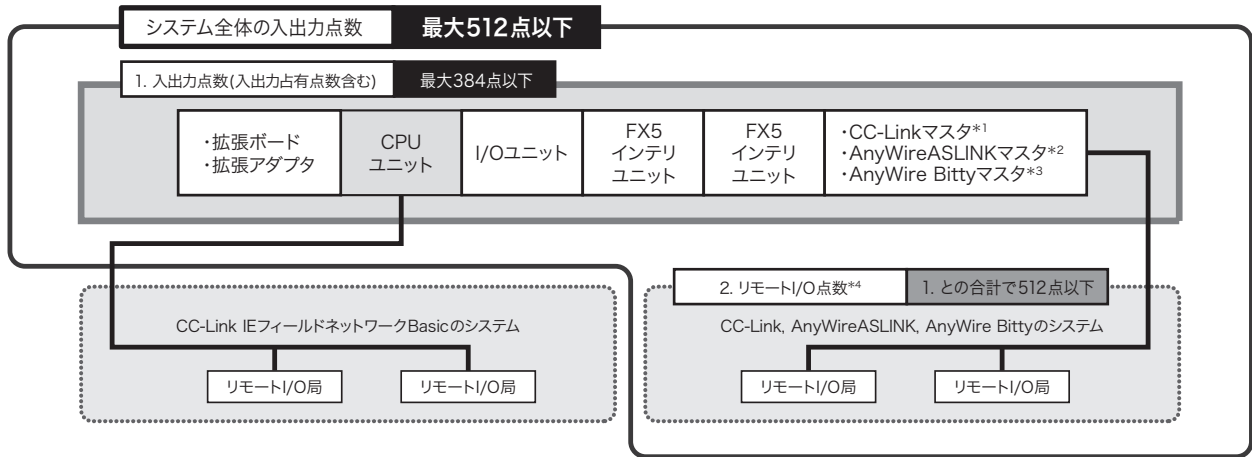 システム全体の入出力点数 最大512点以下
1. 入出力点数(入出力占有点数含む) 最大384点以下
・拡張ボード
・拡張アダプタ
CPU
ユニット
I/Oユニット
FX5
インテリ
ユニット
FX5
インテリ
ユニット
・CC-Linkマスタ*1
・AnyWireASLINKマスタ*2
・AnyWire Bittyマスタ*3
2. リモートI/O点数*4 1. との合計で512点以下
CC-Link IEフィールドネットワークBasicのシステム
リモートI/O局 リモートI/O局
CC-Link, AnyWireASLINK, AnyWire Bittyのシステム
リモートI/O局 リモートI/O局